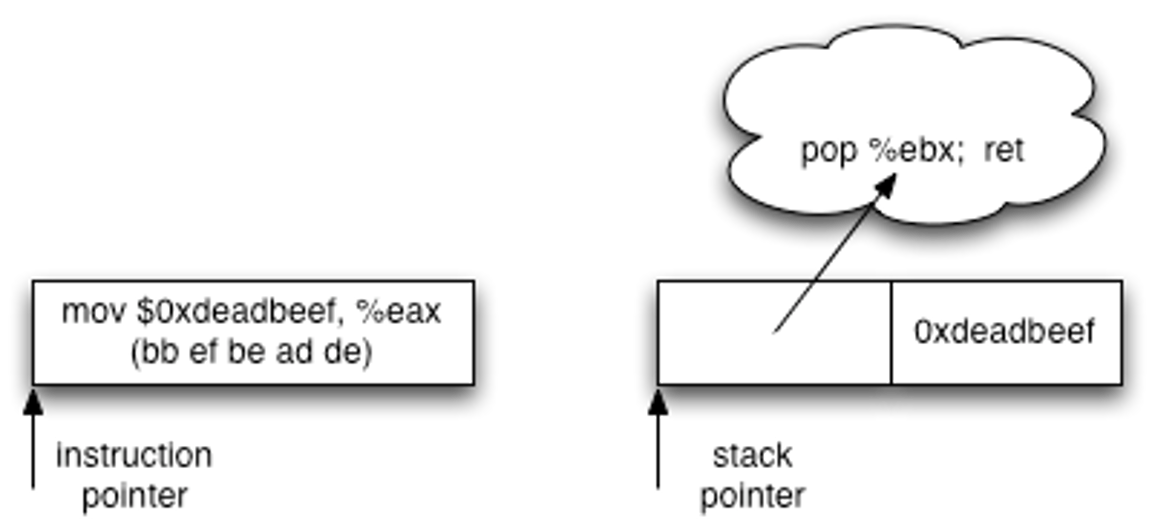 pop %ebx;  ret
mov $0xdeadbeef, %eax
(bb ef be ad de)
0xdeadbeef
instruction
pointer
stack
pointer